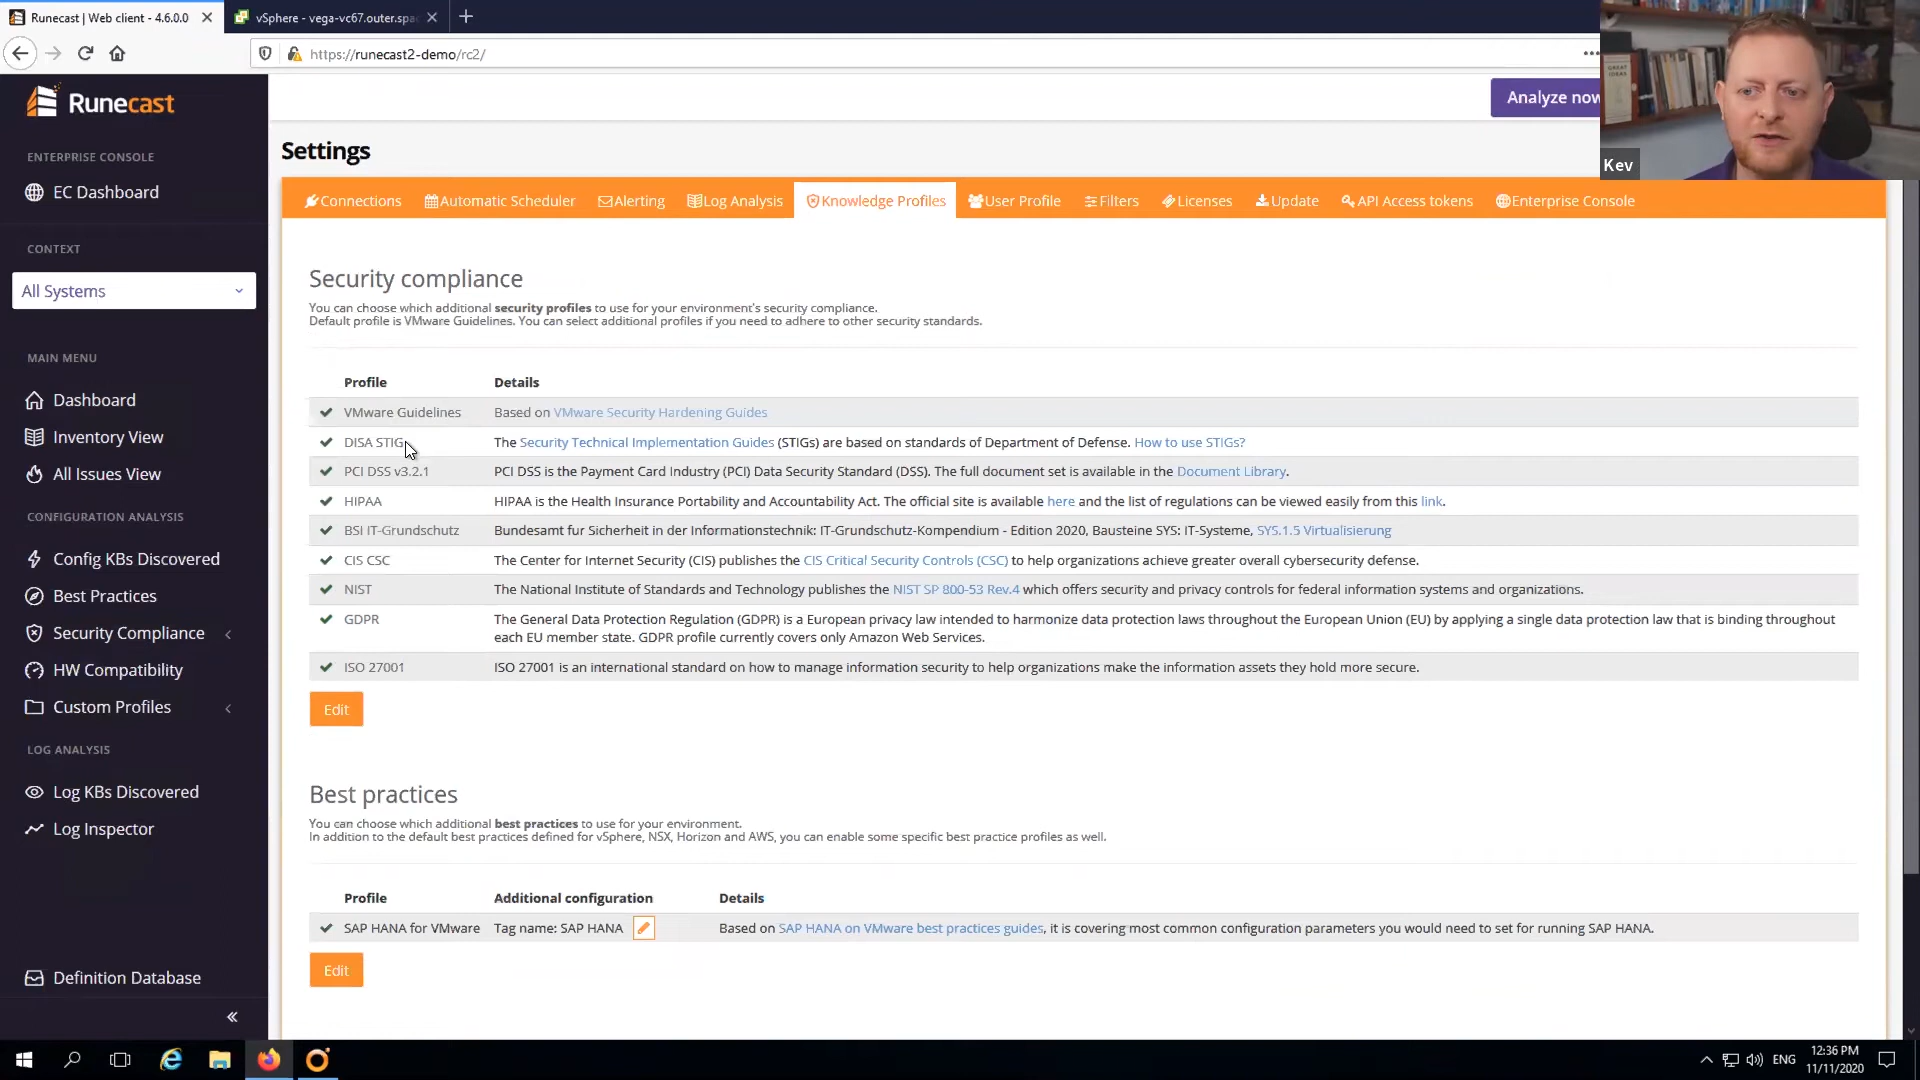 Runecast | Web client - 4.6.0.0
vSphere - vega-vc67.outer.spa
https://runecast2-demo/rc2/
Runecast
Analyze now
Kev
ENTERPRISE CONSOLE
EC Dashboard
CONTEXT
All Systems
MAIN MENU
Dashboard
Inventory View
All Issues View
CONFIGURATION ANALYSIS
Config KBs Discovered
Best Practices
Security Compliance
HW Compatibility
Custom Profiles
LOG ANALYSIS
Log KBs Discovered
Log Inspector
Definition Database
Settings
Connections Automatic Scheduler Alerting Log Analysis Knowledge Profiles User Profile Filters Licenses Update API Access tokens Enterprise Console
Security compliance
You can choose which additional security profiles to use for your environment's security compliance.
Default profile is VMware Guidelines. You can select additional profiles if you need to adhere to other security standards.
Profile Details
VMware Guidelines Based on VMware Security Hardening Guides
DISA STIG The Security Technical Implementation Guides (STIGs) are based on standards of Department of Defense. How to use STIGs?
PCI DSS v3.2.1 PCI DSS is the Payment Card Industry (PCI) Data Security Standard (DSS). The full document set is available in the Document Library.
HIPAA HIPAA is the Health Insurance Portability and Accountability Act. The official site is available here and the list of regulations can be viewed easily from this link.
BSI IT-Grundschutz Bundesamt fur Sicherheit in der Informationstechnik: IT-Grundschutz-Kompendium - Edition 2020, Bausteine SYS: IT-Systeme, SYS.1.5 Virtualisierung
CIS CSC The Center for Internet Security (CIS) publishes the CIS Critical Security Controls (CSC) to help organizations achieve greater overall cybersecurity defense.
NIST The National Institute of Standards and Technology publishes the NIST SP 800-53 Rev.4 which offers security and privacy controls for federal information systems and organizations.
GDPR The General Data Protection Regulation (GDPR) is a European privacy law intended to harmonize data protection laws throughout the European Union (EU) by applying a single data protection law that is binding throughout
each EU member state. GDPR profile currently covers only Amazon Web Services.
ISO 27001 ISO 27001 is an international standard on how to manage information security to help organizations make the information assets they hold more secure.
Edit
Best practices
You can choose which additional best practices to use for your environment.
In addition to the default best practices defined for vSphere, NSX, Horizon and AWS, you can enable some specific best practice profiles as well.
Profile Additional configuration Details
SAP HANA for VMware Tag name: SAP HANA Based on SAP HANA on VMware best practices guides, it is covering most common configuration parameters you would need to set for running SAP HANA.
Edit
ENG
12:36 PM
11/11/2020